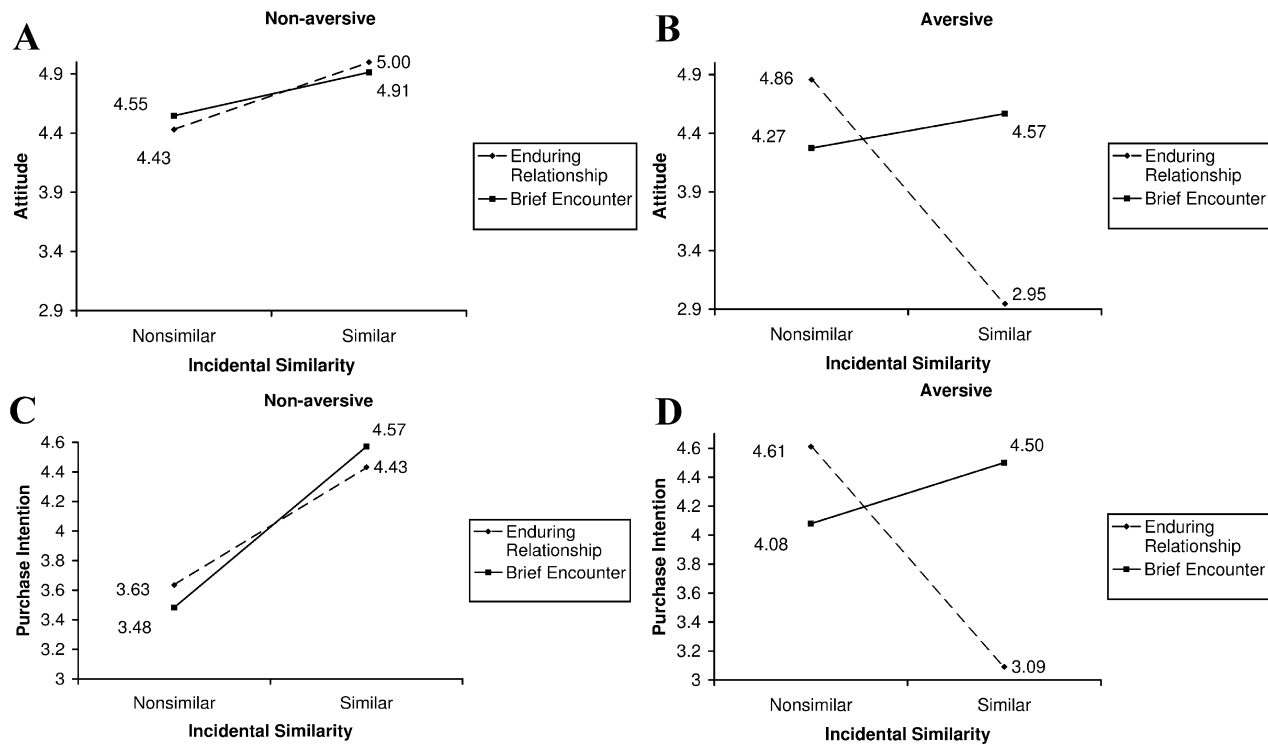 A
Non-aversive
4.9
4.4
3.9
3.4
2.9
Attitude
4.55
4.43
5.00
4.91
Nonsimilar
Similar
Incidental Similarity
Enduring
Relationship
Brief Encounter
B
Aversive
4.9
4.4
3.9
3.4
2.9
Attitude
4.86
4.27
4.57
2.95
Nonsimilar
Similar
Incidental Similarity
Enduring
Relationship
Brief Encounter
C
Non-aversive
4.6
4.4
4.2
4
3.8
3.6
3.4
3.2
3
Purchase Intention
3.63
3.48
4.57
4.43
Nonsimilar
Similar
Incidental Similarity
Enduring
Relationship
Brief Encounter
D
Aversive
4.6
4.4
4.2
4
3.8
3.6
3.4
3.2
3
Purchase Intention
4.61
4.08
4.50
3.09
Nonsimilar
Similar
Incidental Similarity
Enduring
Relationship
Brief Encounter